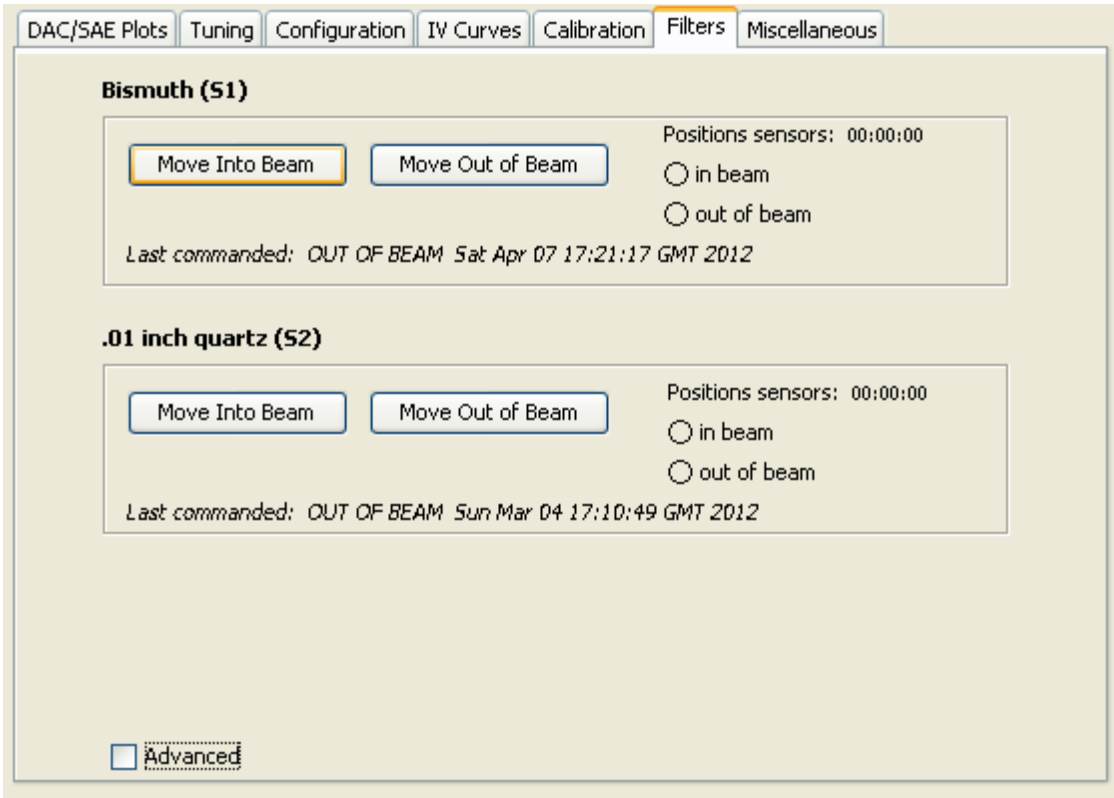 DAC/SAE Plots Tuning Configuration IV Curves Calibration Filters Miscellaneous
Bismuth (S1)
Positions sensors: 00:00:00
Move Into Beam Move Out of Beam
in beam
out of beam
Last commanded: OUT OF BEAM Sat Apr 07 17:21:17 GMT 2012
.01 inch quartz (S2)
Positions sensors: 00:00:00
Move Into Beam Move Out of Beam
in beam
out of beam
Last commanded: OUT OF BEAM Sun Mar 04 17:10:49 GMT 2012
Advanced